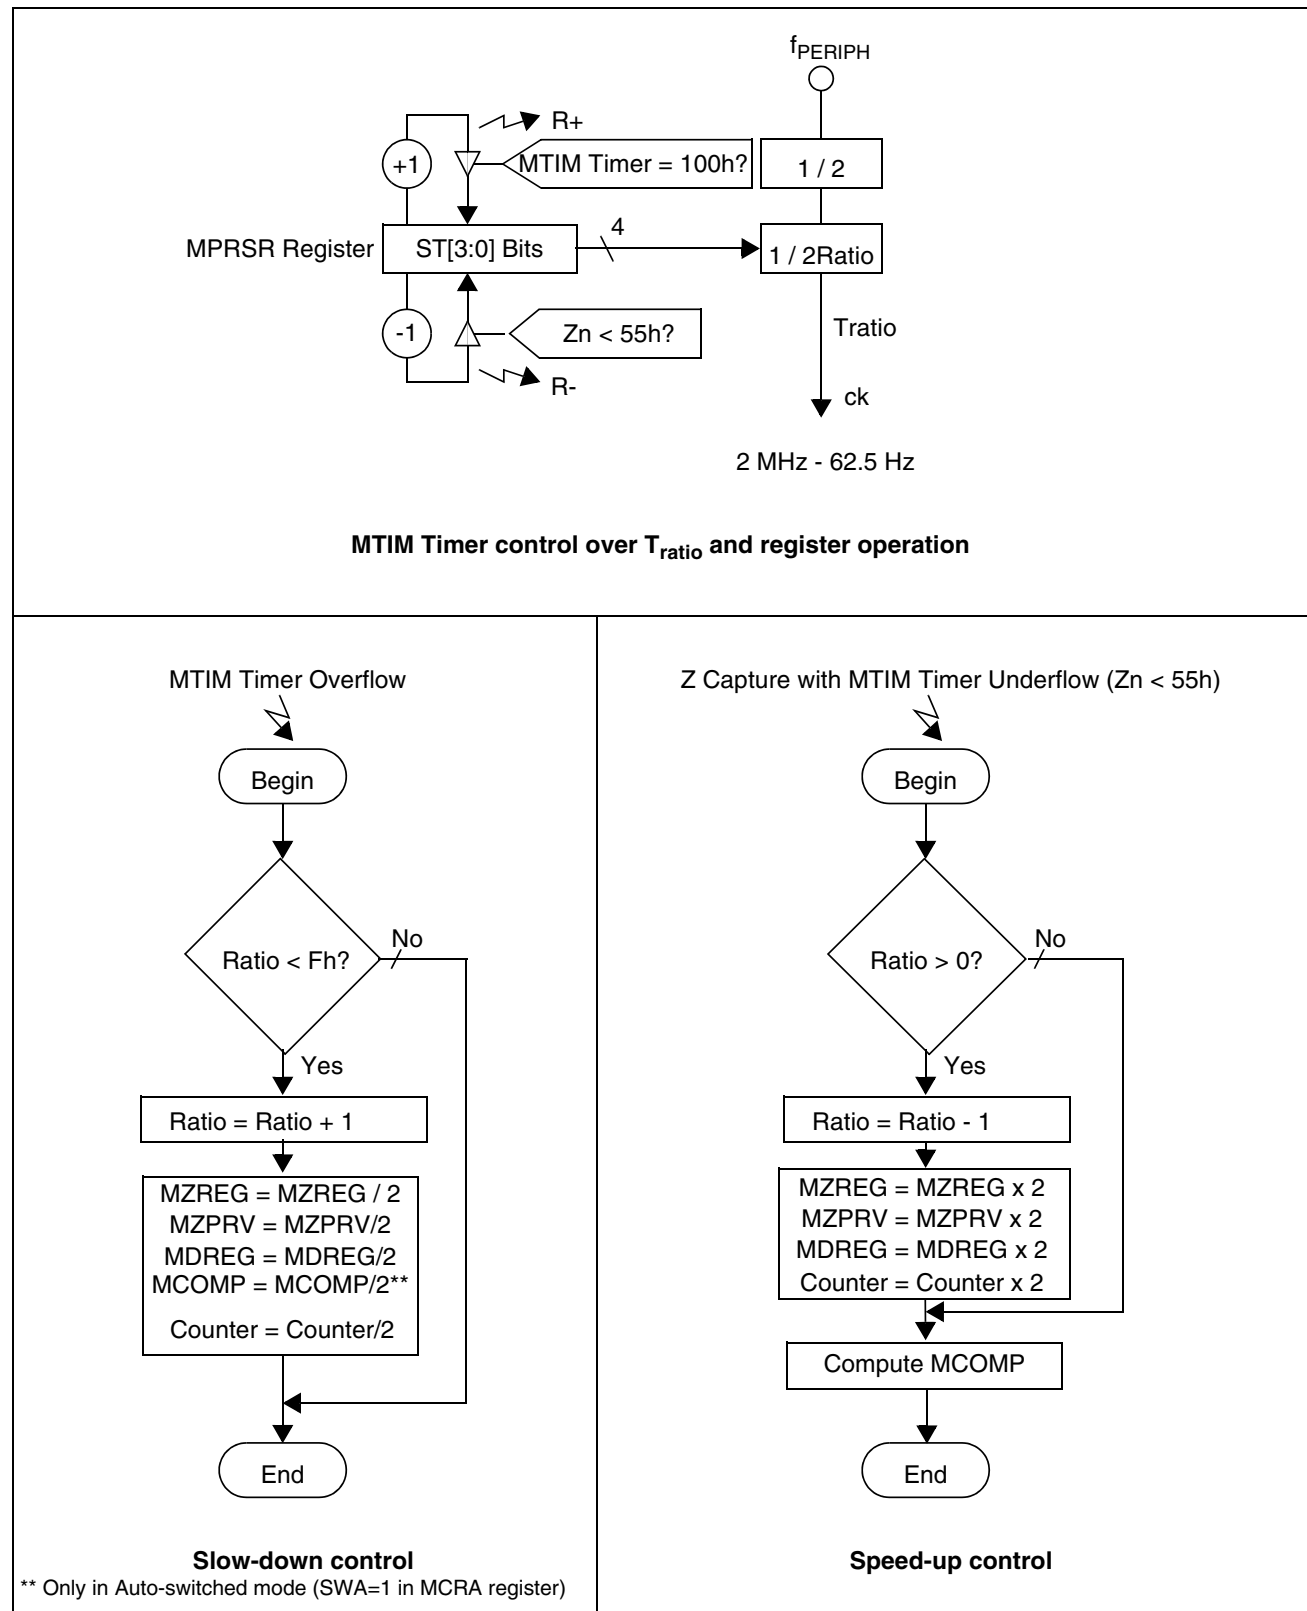 fPERIPH
R+
+1
MTIM Timer = 100h?
1 / 2
4
MPRSR Register
ST[3:0] Bits
1 / 2Ratio
-1
Zn < 55h?
Tratio
R-
ck
2 MHz - 62.5 Hz
MTIM Timer control over Tratio and register operation
MTIM Timer Overflow
Begin
Ratio < Fh?
No
Yes
Ratio = Ratio + 1
MZREG = MZREG / 2
MZPRV = MZPRV/2
MDREG = MDREG/2
MCOMP = MCOMP/2**
Counter = Counter/2
End
Slow-down control
** Only in Auto-switched mode (SWA=1 in MCRA register)
Z Capture with MTIM Timer Underflow (Zn < 55h)
Begin
Ratio > 0?
No
Yes
Ratio = Ratio - 1
MZREG = MZREG x 2
MZPRV = MZPRV x 2
MDREG = MDREG x 2
Counter = Counter x 2
Compute MCOMP
End
Speed-up control